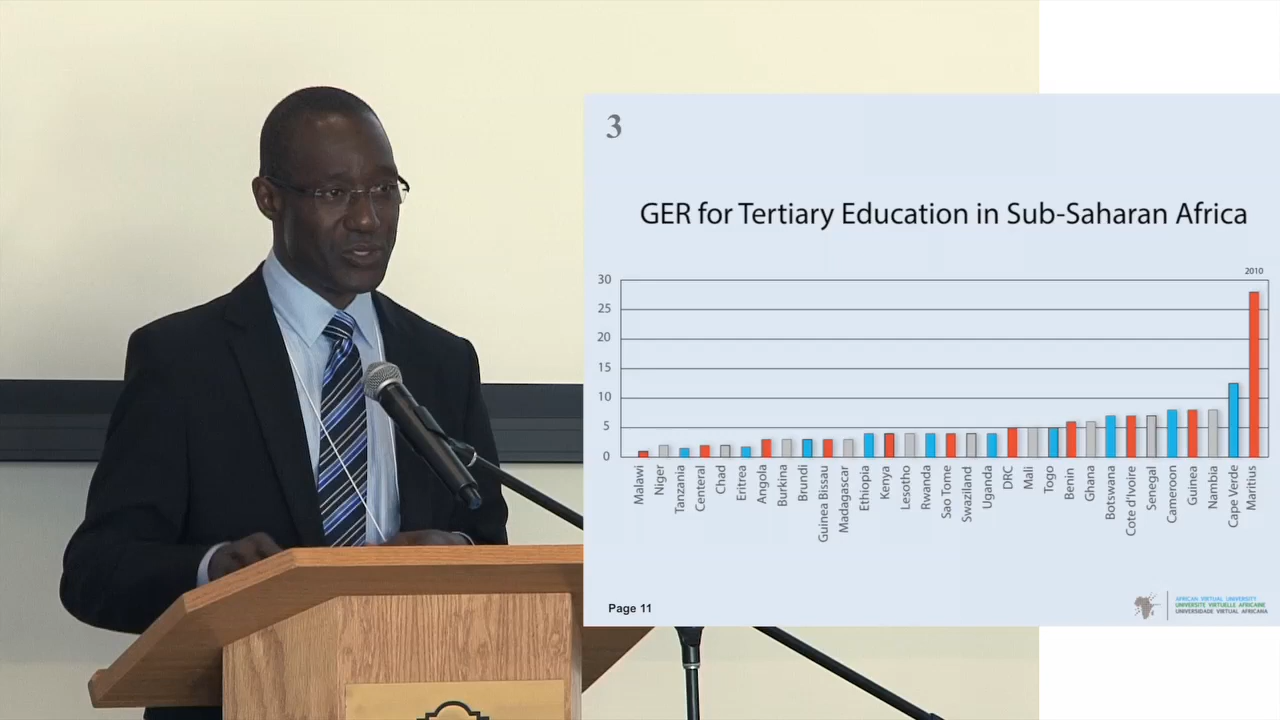 3
GER for Tertiary Education in Sub-Saharan Africa
2010
30
25
20
15
10
5
0
Malawi
Niger
Tanzania
Central
Chad
Eritrea
Angola
Burkina
Brundi
Guinea Bissau
Madagascar
Ethiopia
Kenya
Lesotho
Rwanda
Sao Tome
Swaziland
Uganda
DRC
Mali
Togo
Benin
Ghana
Botswana
Cote d'Ivoire
Senegal
Cameroon
Guinea
Nambia
Cape Verde
Maritius
Page 11
AFRICAN VIRTUAL UNIVERSITY
UNIVERSITE VIRTUELLE AFRICAINE
UNIVERSIDADE VIRTUAL AFRICANA